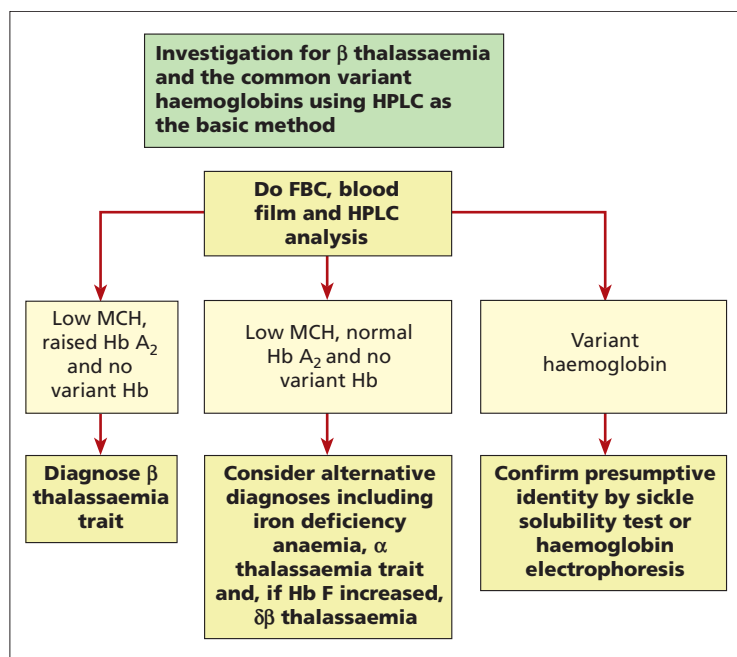 Investigation for β thalassaemia
and the common variant
haemoglobins using HPLC as
the basic method
Do FBC, blood
film and HPLC
analysis
Low MCH,
raised Hb A₂
and no
variant Hb
Low MCH, normal
Hb A₂ and no
variant Hb
Variant
haemoglobin
Diagnose β
thalassaemia
trait
Consider alternative
diagnoses including
iron deficiency
anaemia, α
thalassaemia trait
and, if Hb F increased,
δβ thalassaemia
Confirm presumptive
identity by sickle
solubility test or
haemoglobin
electrophoresis